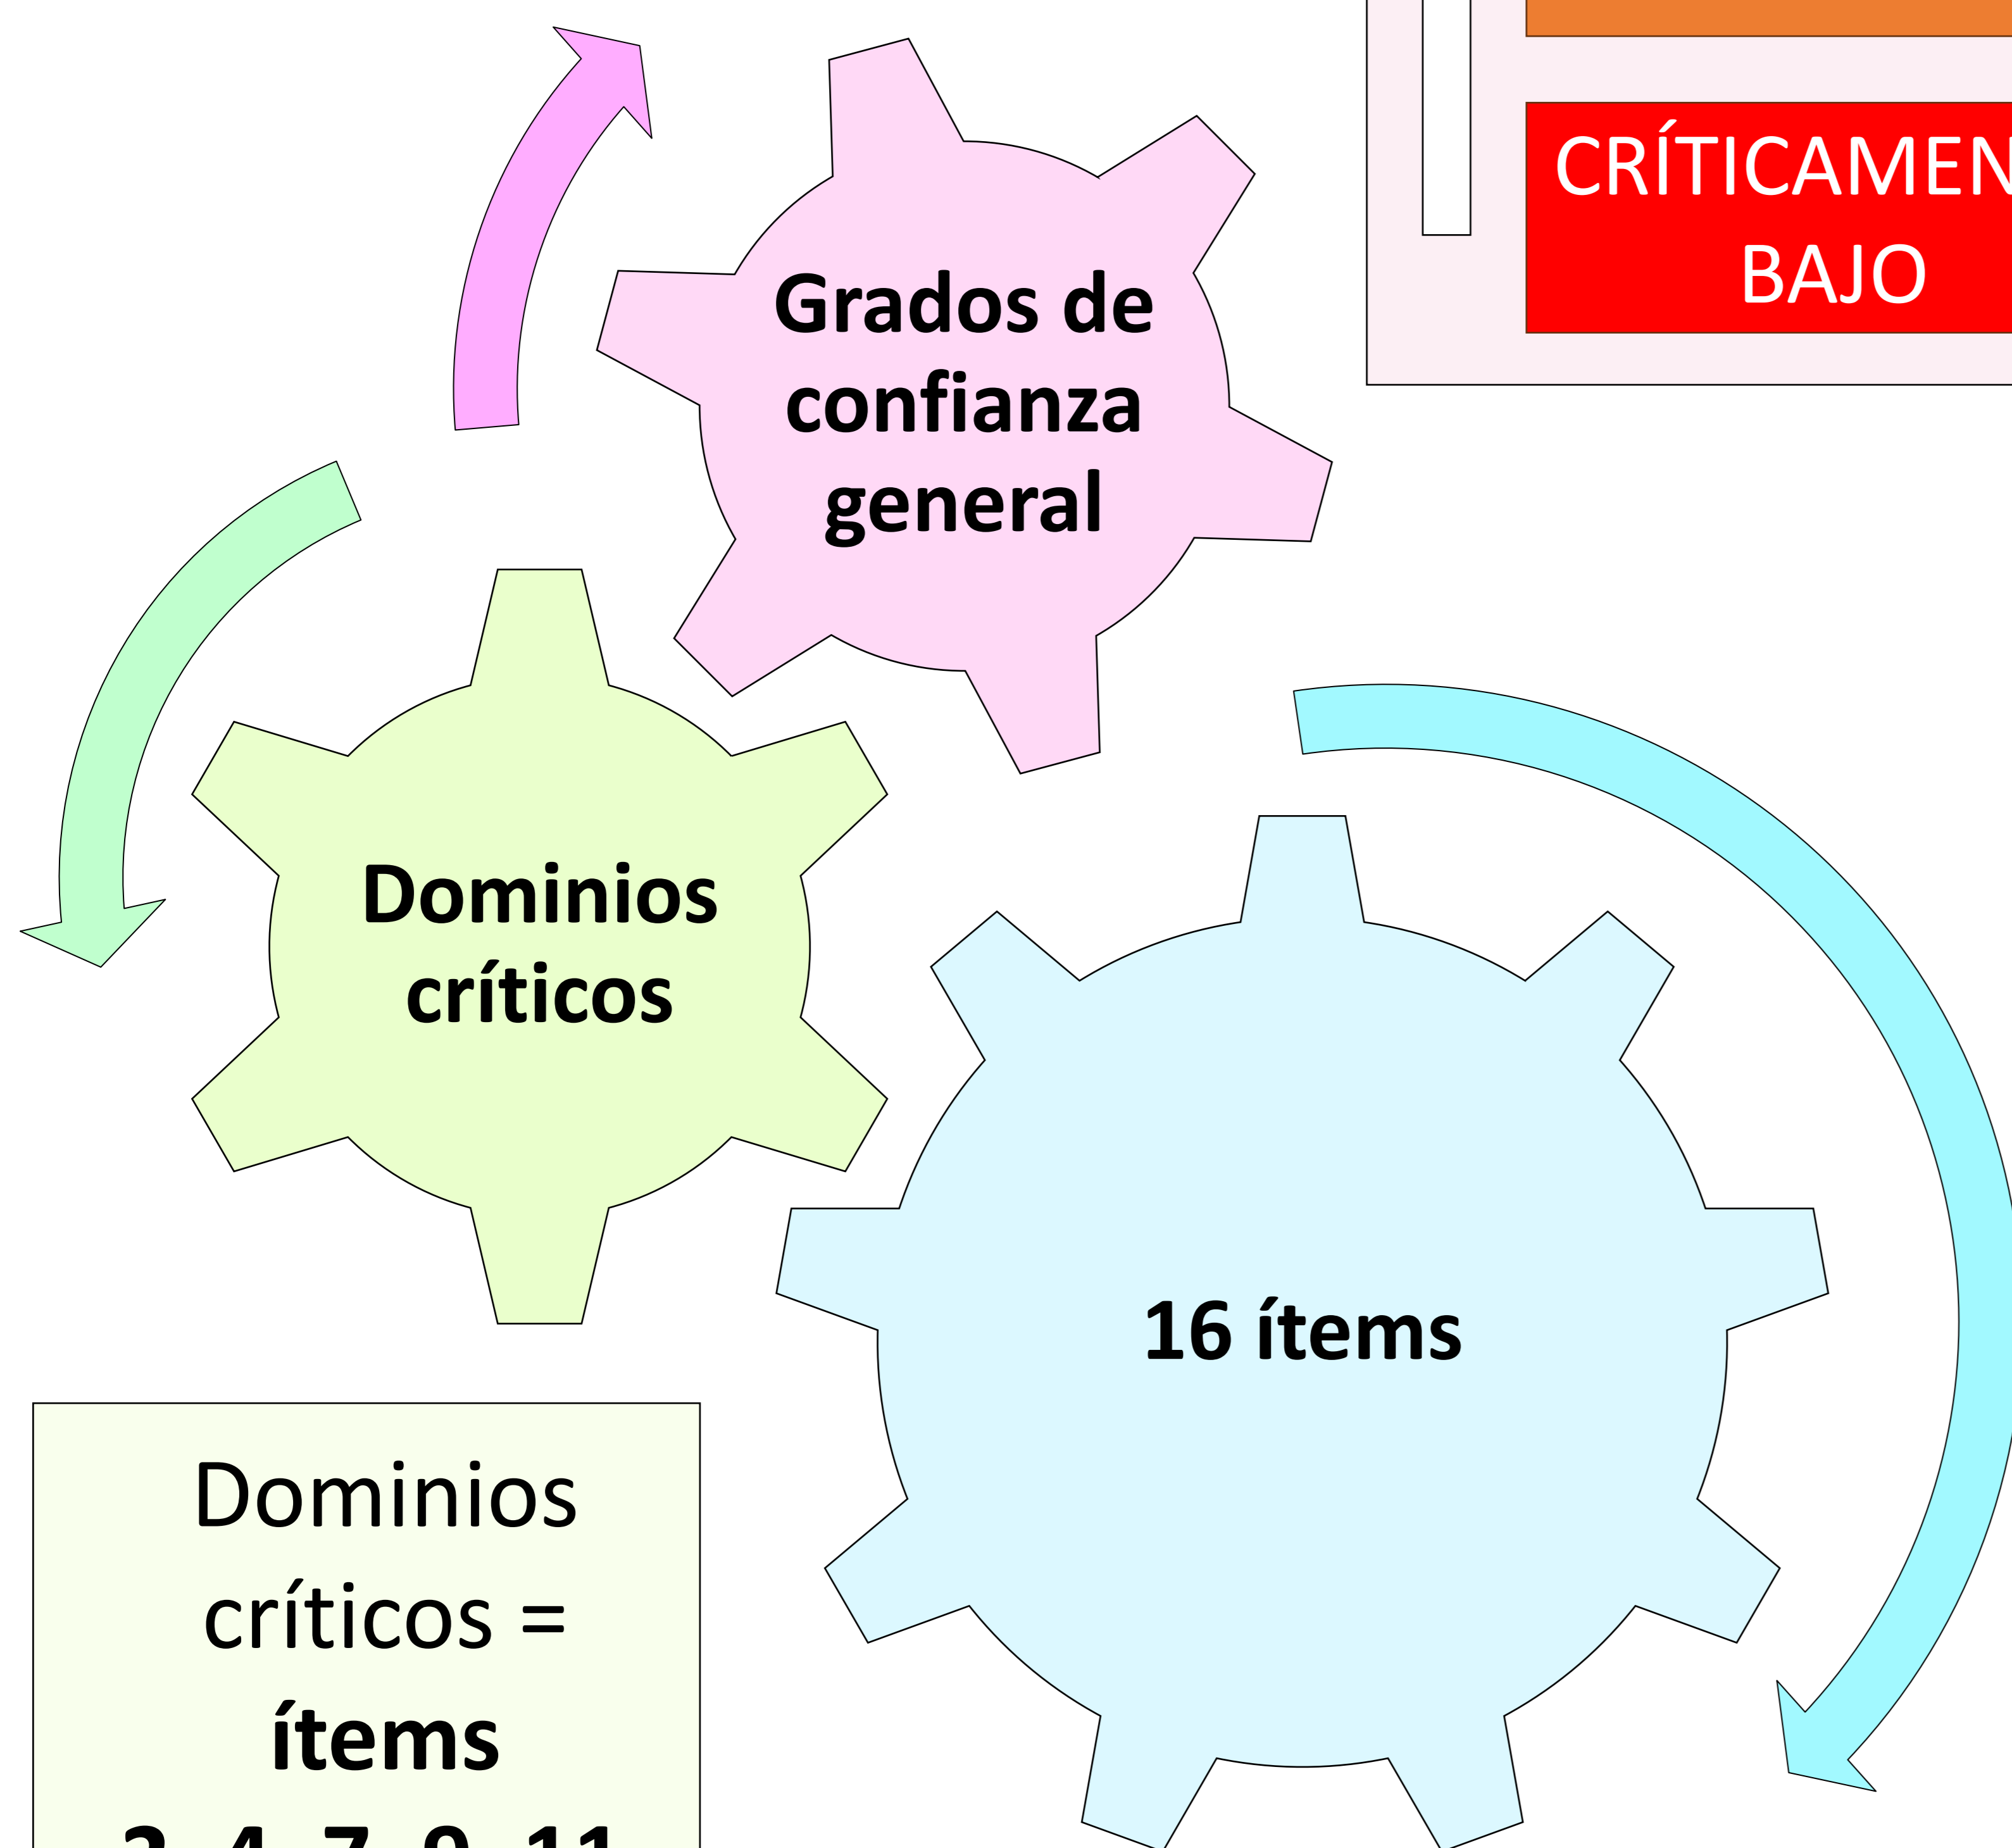 CRÍTICAMEN
BAJO
Grados de
confianza
general
Dominios
críticos
16 ítems
Dominios
críticos =
ítems